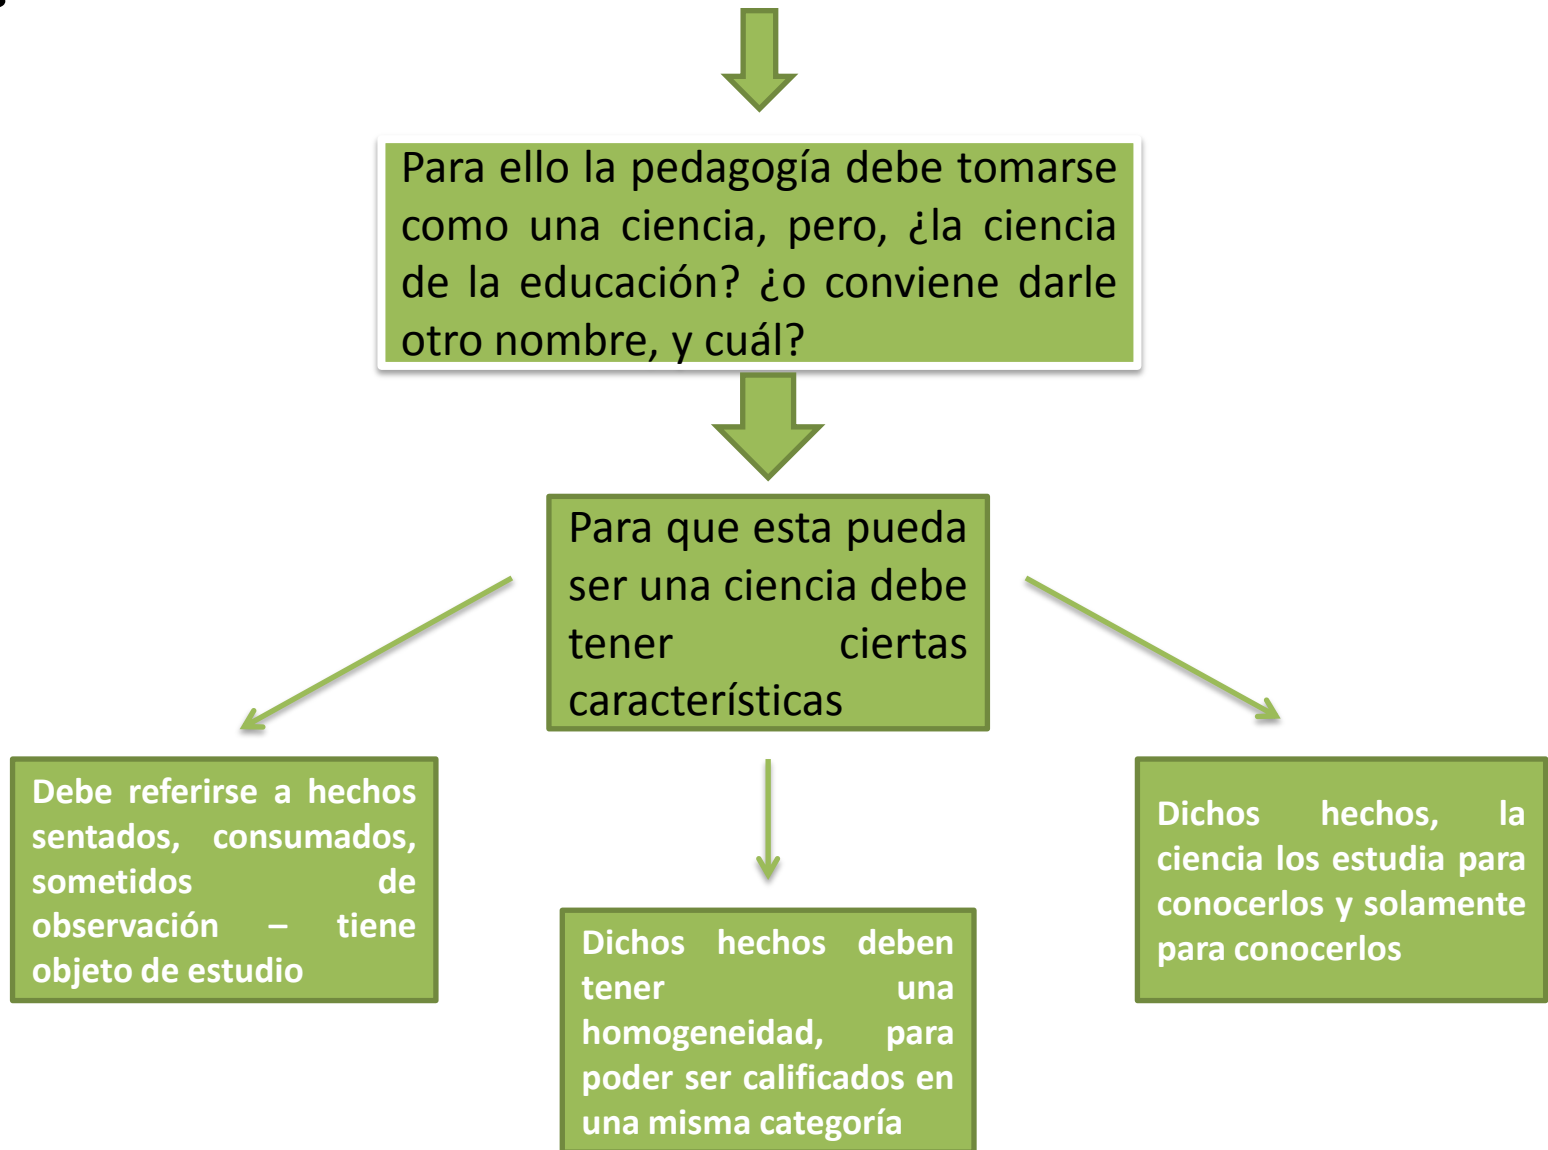 Para ello la pedagogía debe tomarse
como una ciencia, pero, ¿la ciencia
de la educación? ¿o conviene darle
otro nombre, y cuál?
Para que esta pueda
ser una ciencia debe
tener ciertas
características
Debe referirse a hechos
sentados, consumados,
sometidos de
observación – tiene
objeto de estudio
Dichos hechos deben
tener una
homogeneidad, para
poder ser calificados en
una misma categoría
Dichos hechos, la
ciencia los estudia para
conocerlos y solamente
para conocerlos